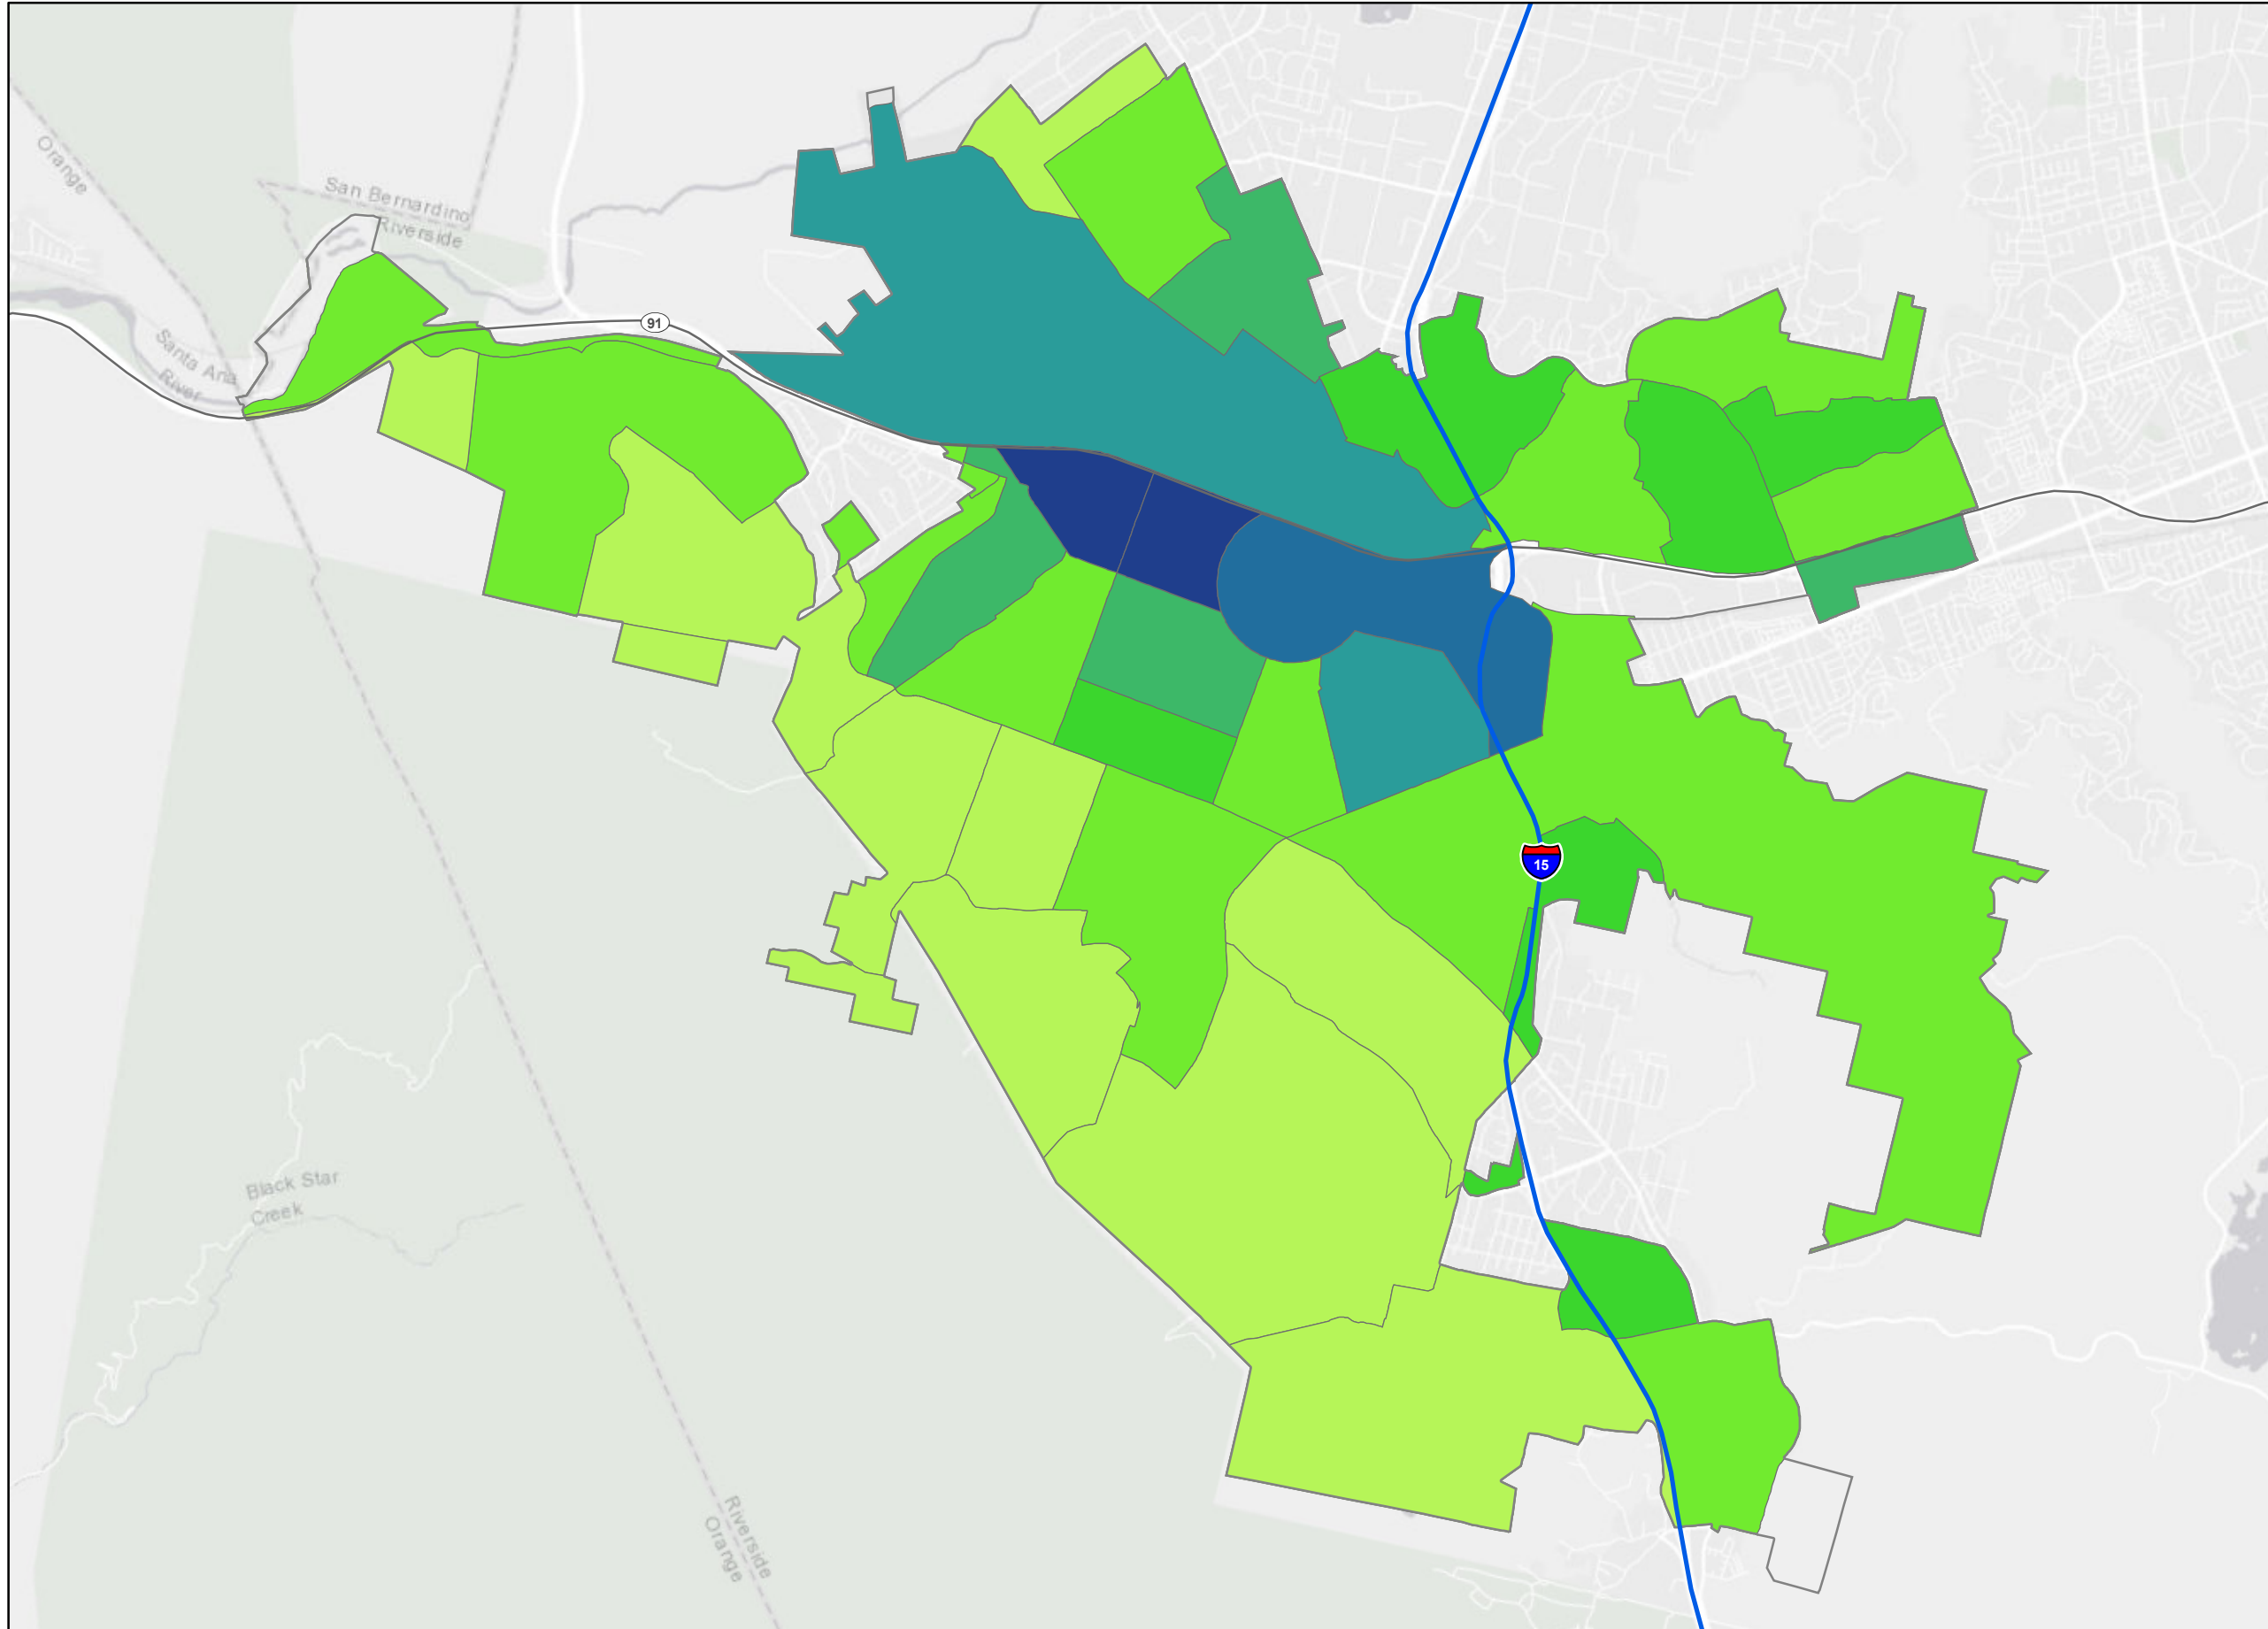 Orange
San Bernardino
Riverside
91
Santa Ana
River
15
Black Star
Creek
Riverside
Orange